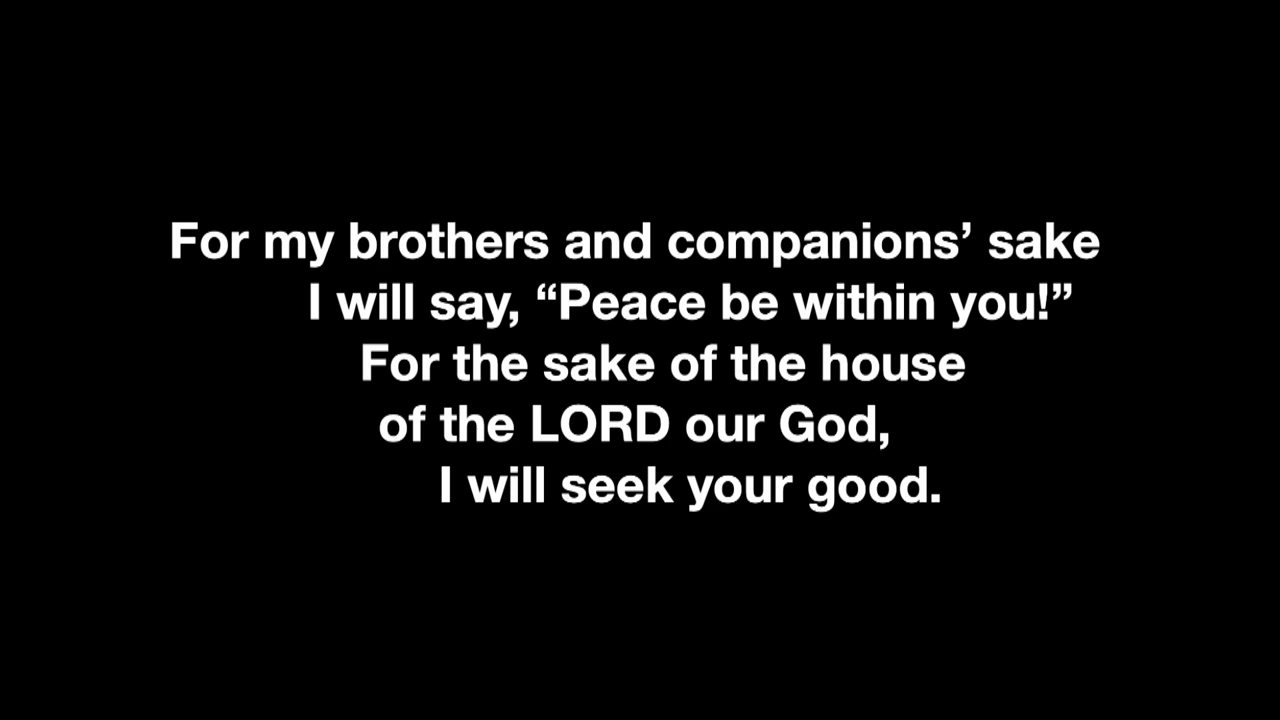 For my brothers and companions’ sake
I will say, “Peace be within you!”
For the sake of the house
of the LORD our God,
I will seek your good.